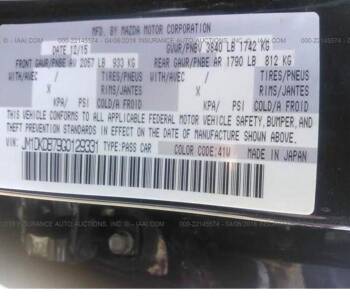 MFD. BY MAZDA MOTOR CORPORATION
DATE 12/15 GVWR/PNBV 3840 LB 1742 KG
FRONT GAWR/PNBE AV 2057 LB 933 KG REAR GAWR/PNBE AR 1790 LB 812 KG
WITH/AVEC / TIRES/PNEUS WITH/AVEC / TIRES/PNEUS
X RIMS/JANTES X RIMS/JANTES
KPA/ PSI COLD/A FROID KPA/ PSI COLD/A FROID
THIS VEHICLE CONFORMS TO ALL APPLICABLE FEDERAL MOTOR VEHICLE SAFETY, BUMPER, AND
THEFT PREVENTION STANDARDS IN EFFECT ON THE DATE OF MANUFACTURE SHOWN ABOVE.
VIN: TYPE: PASS CAR COLOR CODE: 41V MADE IN JAPAN